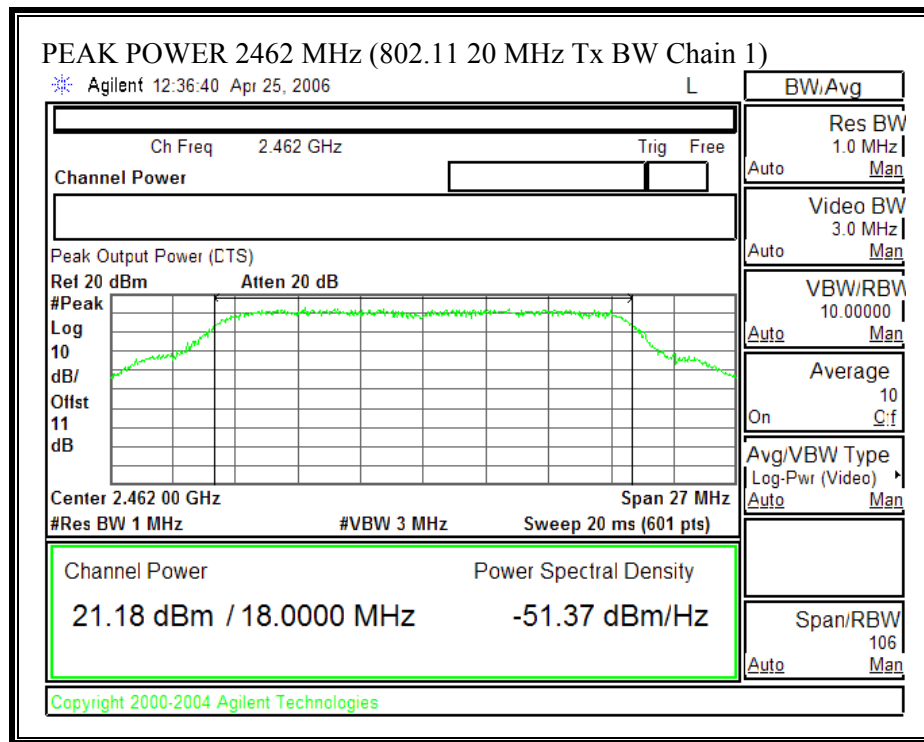 PEAK POWER 2462 MHz (802.11 20 MHz Tx BW Chain 1)
Agilent 12:36:40 Apr 25, 2006 L
Ch Freq 2.462 GHz Trig Free
Channel Power
Peak Output Power (DTS)
Ref 20 dBm Atten 20 dB
#Peak
Log
10
dB/
Offst
11
dB
Center 2.462 00 GHz Span 27 MHz
#Res BW 1 MHz #VBW 3 MHz Sweep 20 ms (601 pts)
Channel Power Power Spectral Density
21.18 dBm / 18.0000 MHz -51.37 dBm/Hz
Copyright 2000-2004 Agilent Technologies
BW/Avg
Res BW
1.0 MHz
Auto Man
Video BW
3.0 MHz
Auto Man
VBW/RBW
10.00000
Auto Man
Average
10
On Off
Avg/VBW Type
Log-Pwr (Video)
Auto Man
Span/RBW
106
Auto Man